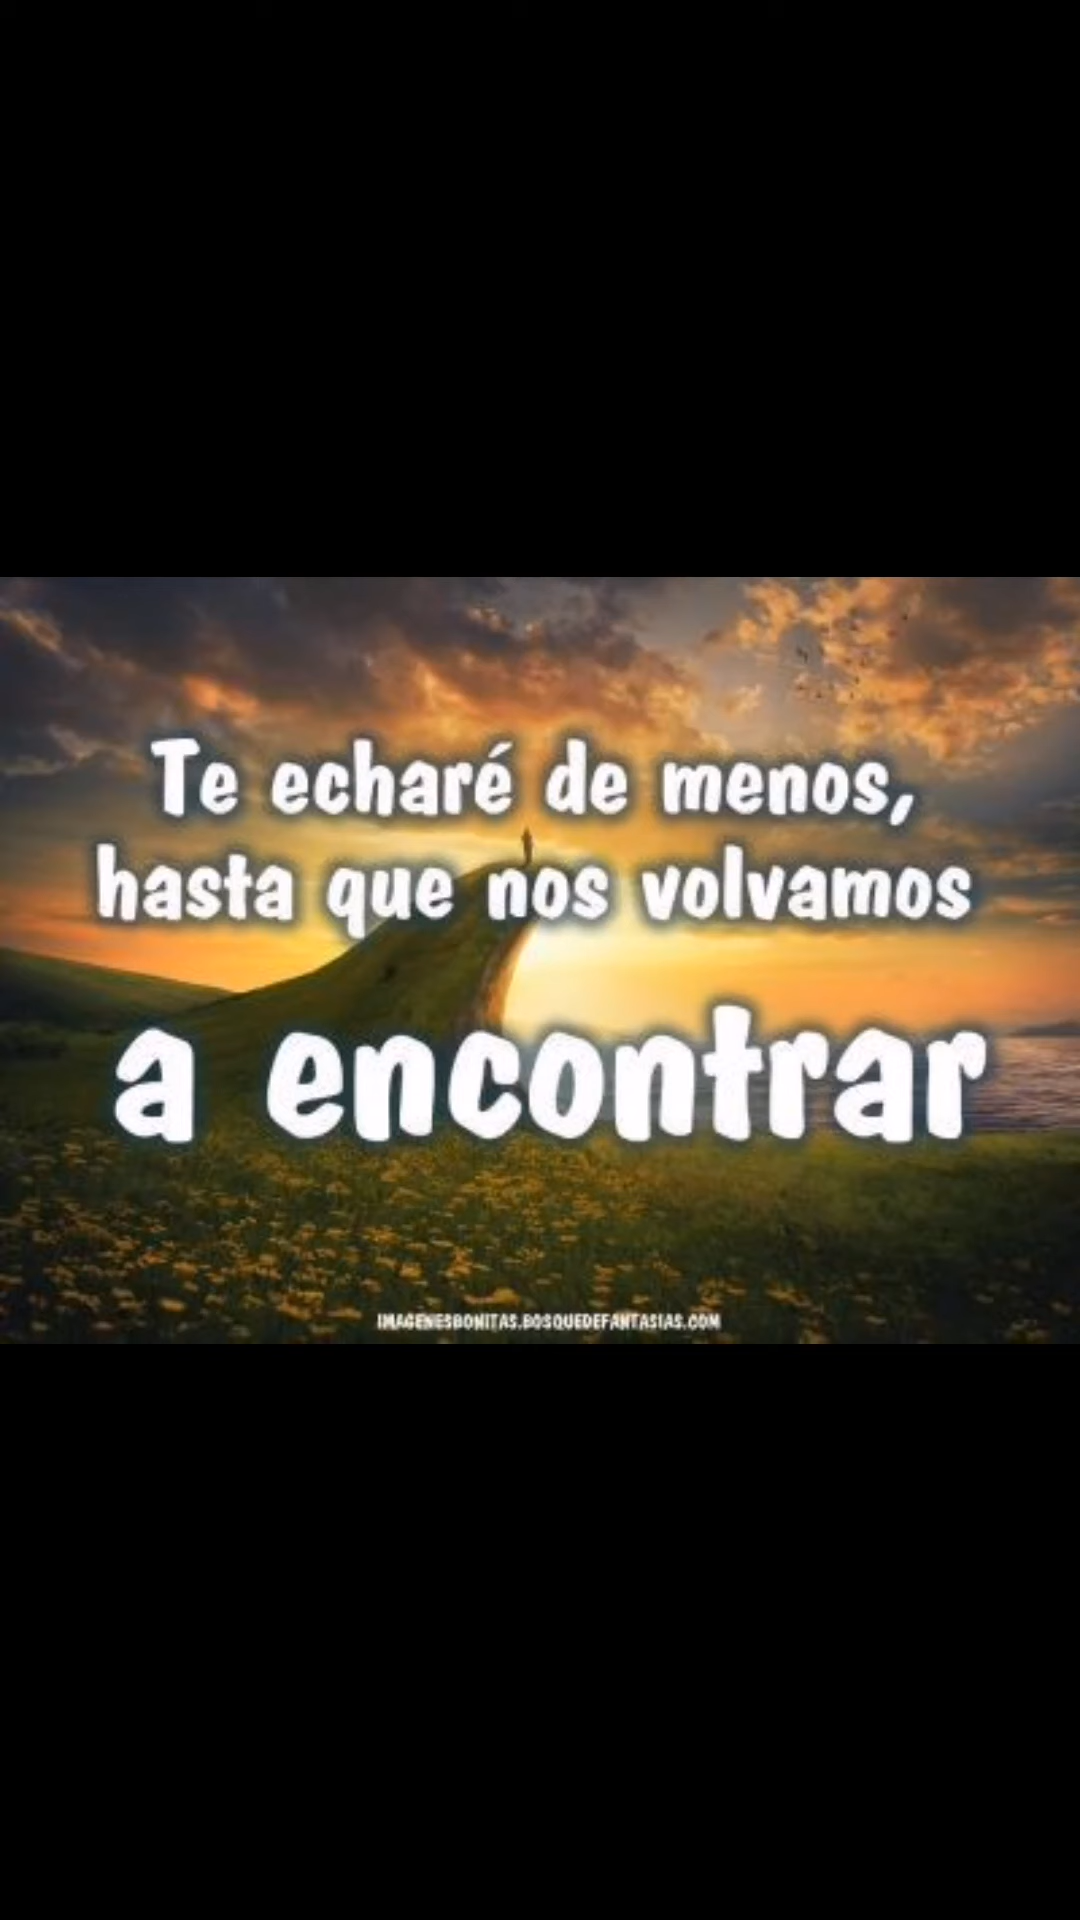 Te echaré de menos,
hasta que nos volvamos
a encontrar
IMAGENESBONITAS.BOSQUEDEFANTASIAS.COM